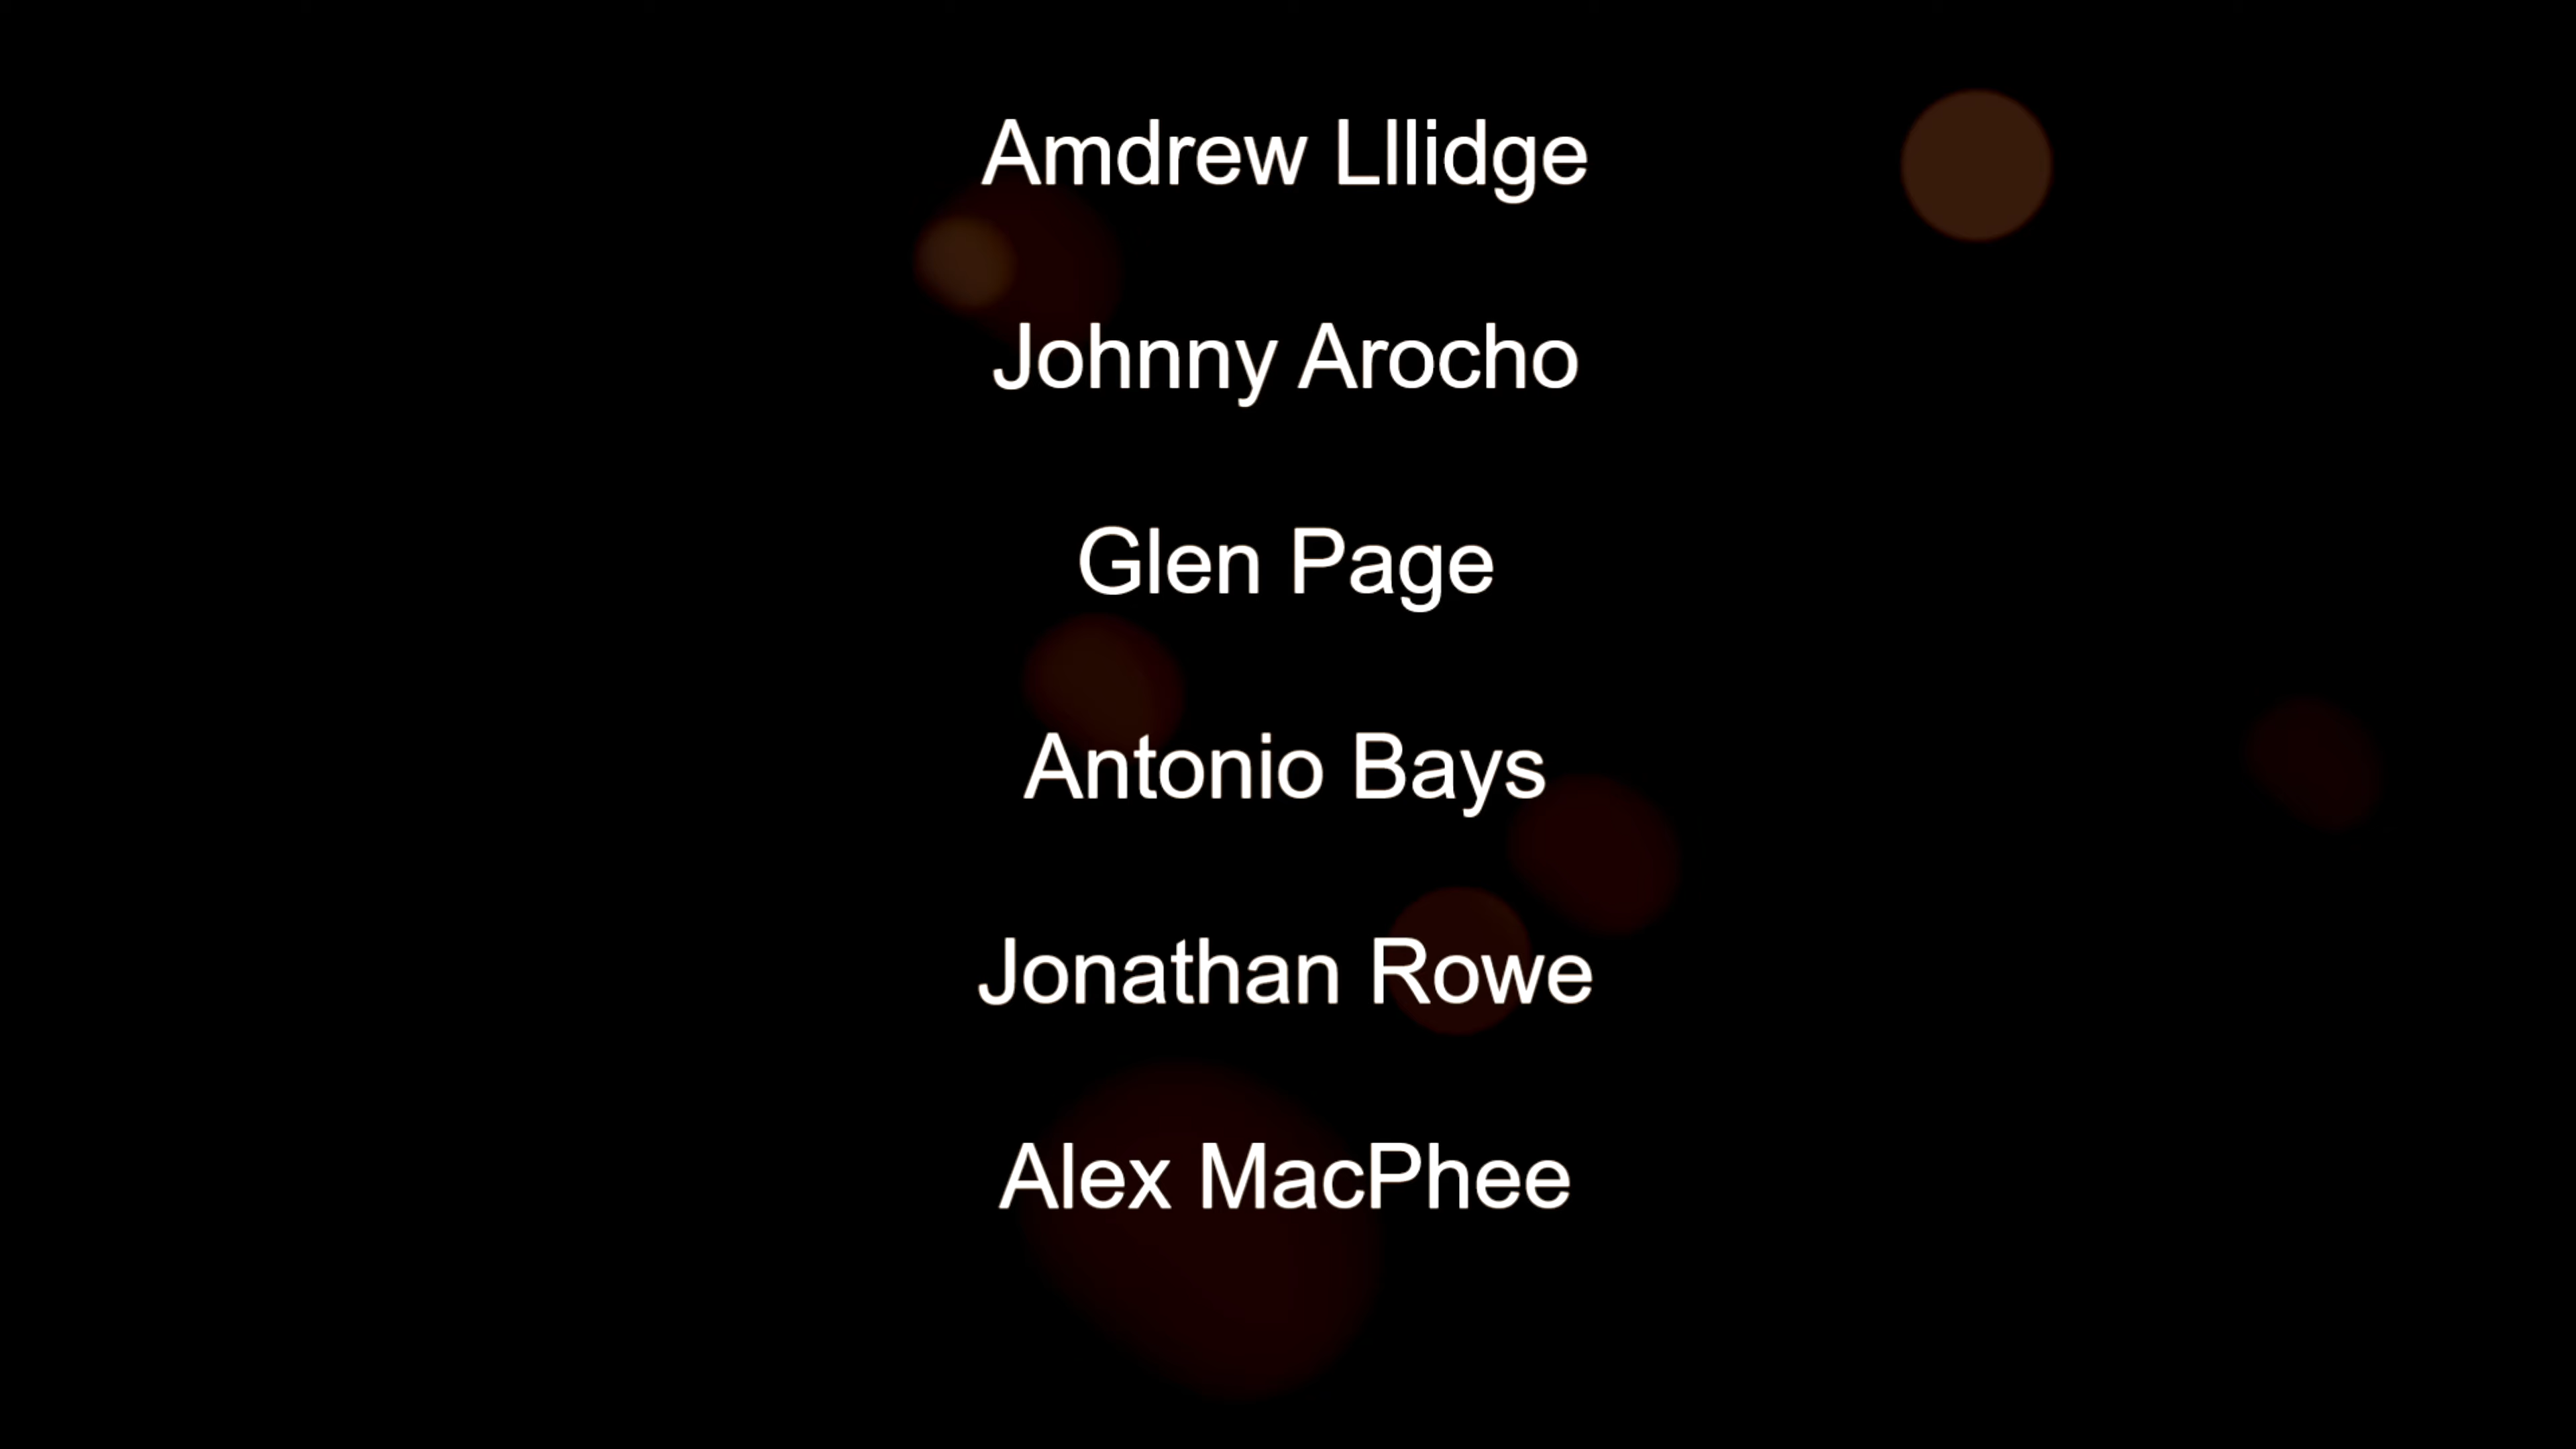 Amdrew Lllidge
Johnny Arocho
Glen Page
Antonio Bays
Jonathan Rowe
Alex MacPhee